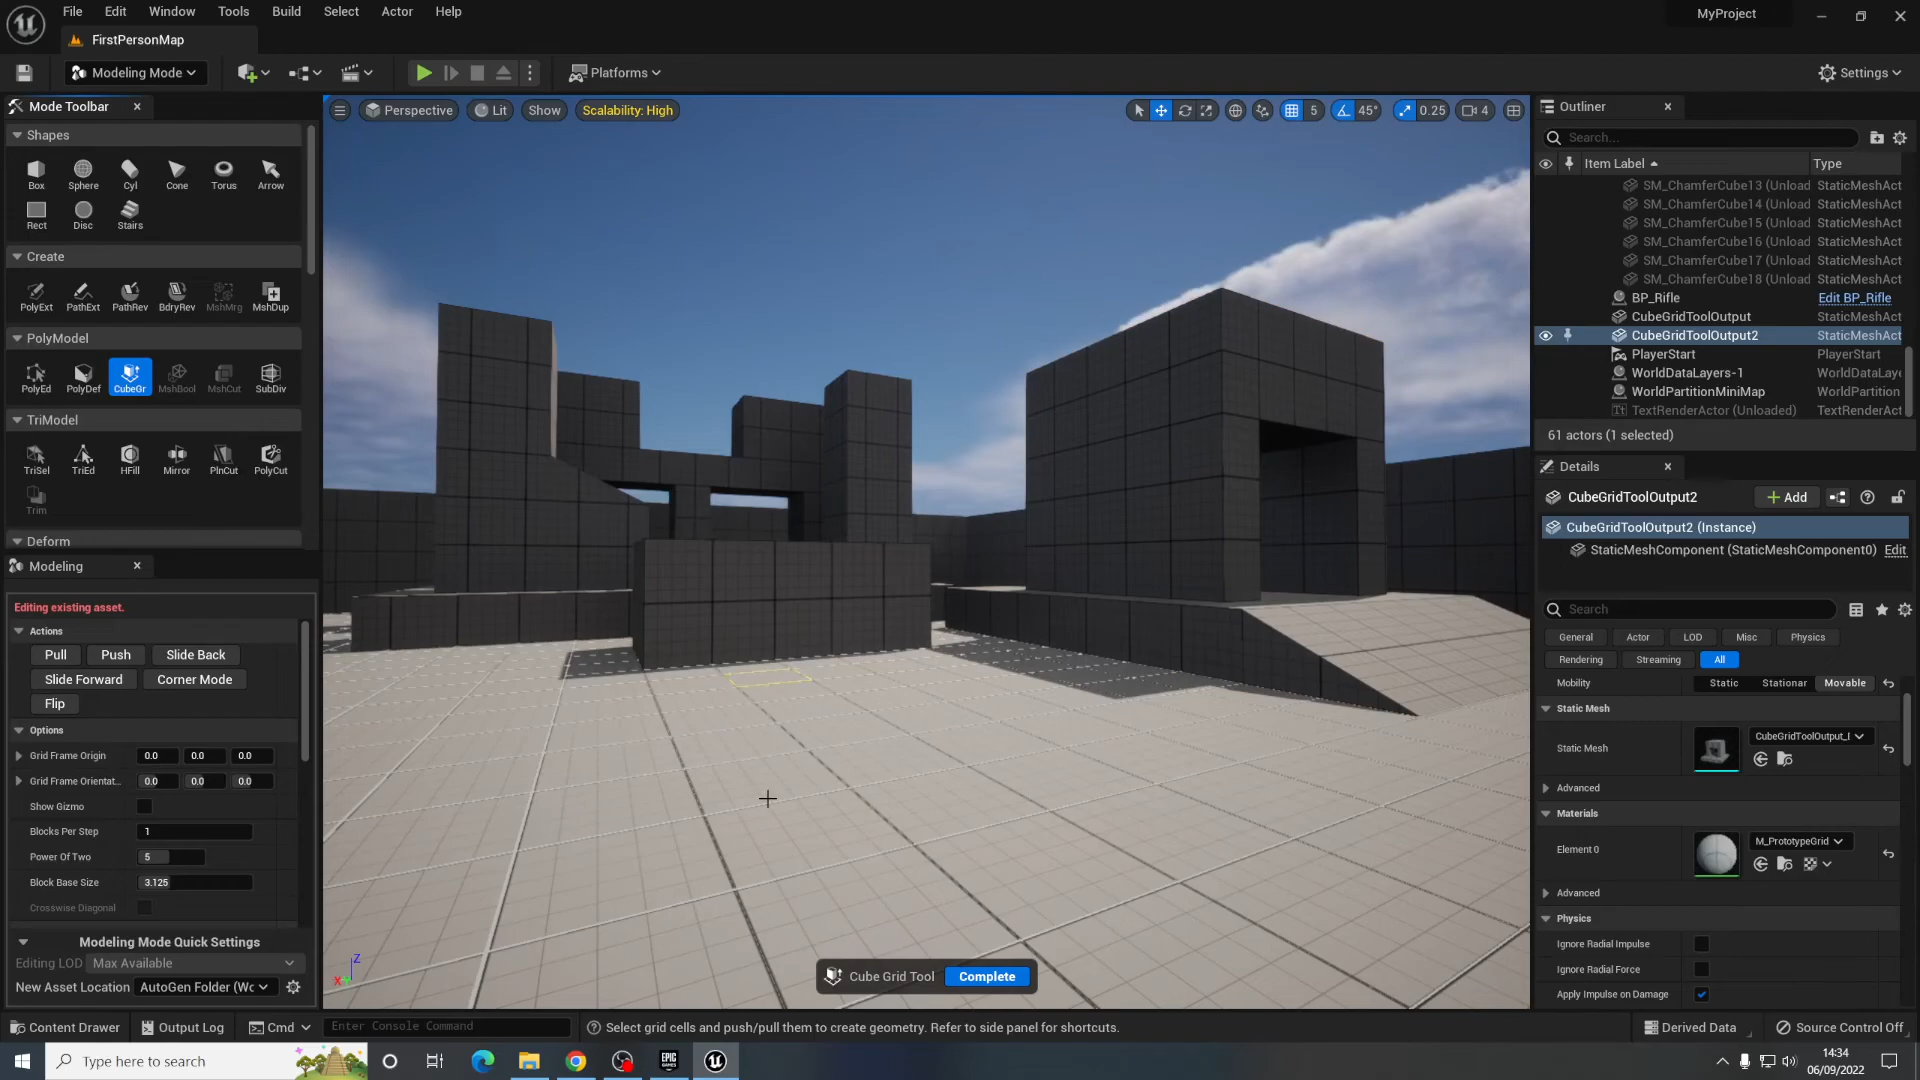 File Edit Window Tools Build Select Actor Help
MyProject
FirstPersonMap
Modeling Mode
Platforms
Settings
Mode Toolbar
Shapes
Box Sphere Cyl Cone Torus Arrow
Rect Disc Stairs
Create
PolyExt PathExt PathRev BdryRev MshMrg MshDup
PolyModel
PolyEd PolyDef CubeGr MshBool MshCut SubDiv
TriModel
TriSel TriEd HFill Mirror PlnCut PolyCut
Trim
Deform
Modeling
Editing existing asset.
Actions
Pull Push Slide Back
Slide Forward Corner Mode
Flip
Options
Grid Frame Origin 0.0 0.0 0.0
Grid Frame Orientat... 0.0 0.0 0.0
Show Gizmo
Blocks Per Step 1
Power Of Two 5
Block Base Size 3.125
Crosswise Diagonal
Modeling Mode Quick Settings
Editing LOD Max Available
New Asset Location AutoGen Folder (Wc
Perspective Lit Show Scalability: High
5 45° 0.25 4
Z
X
Cube Grid Tool Complete
Outliner
Search...
Item Label Type
SM_ChamferCube13 (Unload StaticMeshAct
SM_ChamferCube14 (Unload StaticMeshAct
SM_ChamferCube15 (Unload StaticMeshAct
SM_ChamferCube16 (Unload StaticMeshAct
SM_ChamferCube17 (Unload StaticMeshAct
SM_ChamferCube18 (Unload StaticMeshAct
BP_Rifle Edit BP_Rifle
CubeGridToolOutput StaticMeshAct
CubeGridToolOutput2 StaticMeshAct
PlayerStart PlayerStart
WorldDataLayers-1 WorldDataLaye
WorldPartitionMiniMap WorldPartition
TextRenderActor (Unloaded) TextRenderAct
61 actors (1 selected)
Details
CubeGridToolOutput2 + Add
CubeGridToolOutput2 (Instance)
StaticMeshComponent (StaticMeshComponent0) Edit
Search
General Actor LOD Misc Physics
Rendering Streaming All
Mobility Static Stationar Movable
Static Mesh
Static Mesh CubeGridToolOutput_I
Advanced
Materials
Element 0 M_PrototypeGrid
Advanced
Physics
Ignore Radial Impulse
Ignore Radial Force
Apply Impulse on Damage
Content Drawer Output Log Cmd Enter Console Command Select grid cells and push/pull them to create geometry. Refer to side panel for shortcuts. Derived Data Source Control Off
Type here to search
EPIC GAMES
14:34
06/09/2022